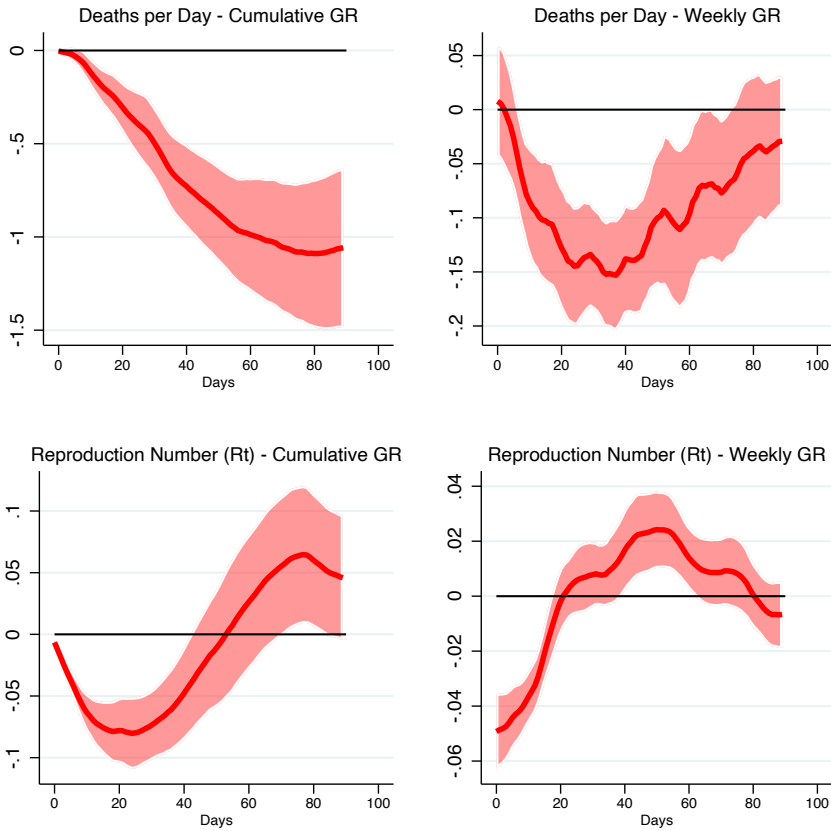 Deaths per Day - Cumulative GR
0
-.5
-1
-1.5
0 20 40 60 80 100
Days
Deaths per Day - Weekly GR
.05
0
-.05
-.1
-.15
-.2
0 20 40 60 80 100
Days
Reproduction Number (Rt) - Cumulative GR
.1
.05
0
-.05
-.1
0 20 40 60 80 100
Days
Reproduction Number (Rt) - Weekly GR
.04
.02
0
-.02
-.04
-.06
0 20 40 60 80 100
Days